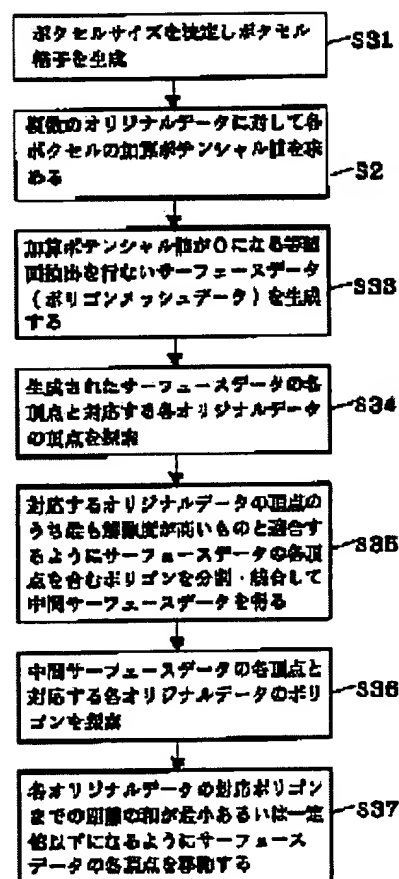 ボクセルサイズを決定しボクセル
格子を生成
S31
複数のオリジナルデータに対して各
ボクセルの加算ポテンシャル値を求
める
S2
加算ポテンシャル値が0になる等値
面抽出を行ないサーフェースデータ
(ポリゴンメッシュデータ)を生成
する
S33
生成されたサーフェースデータの各
頂点と対応する各オリジナルデータ
の頂点を探索
S34
対応するオリジナルデータの頂点の
うち最も解像度が高いものと適合す
るようにサーフェースデータの各頂
点を含むポリゴンを分割・統合して
中間サーフェースデータを得る
S35
中間サーフェースデータの各頂点と
対応する各オリジナルデータのポリ
ゴンを探索
S36
各オリジナルデータの対応ポリゴン
までの距離の和が最小あるいは一定
値以下になるようにサーフェース
データの各頂点を移動する
S37